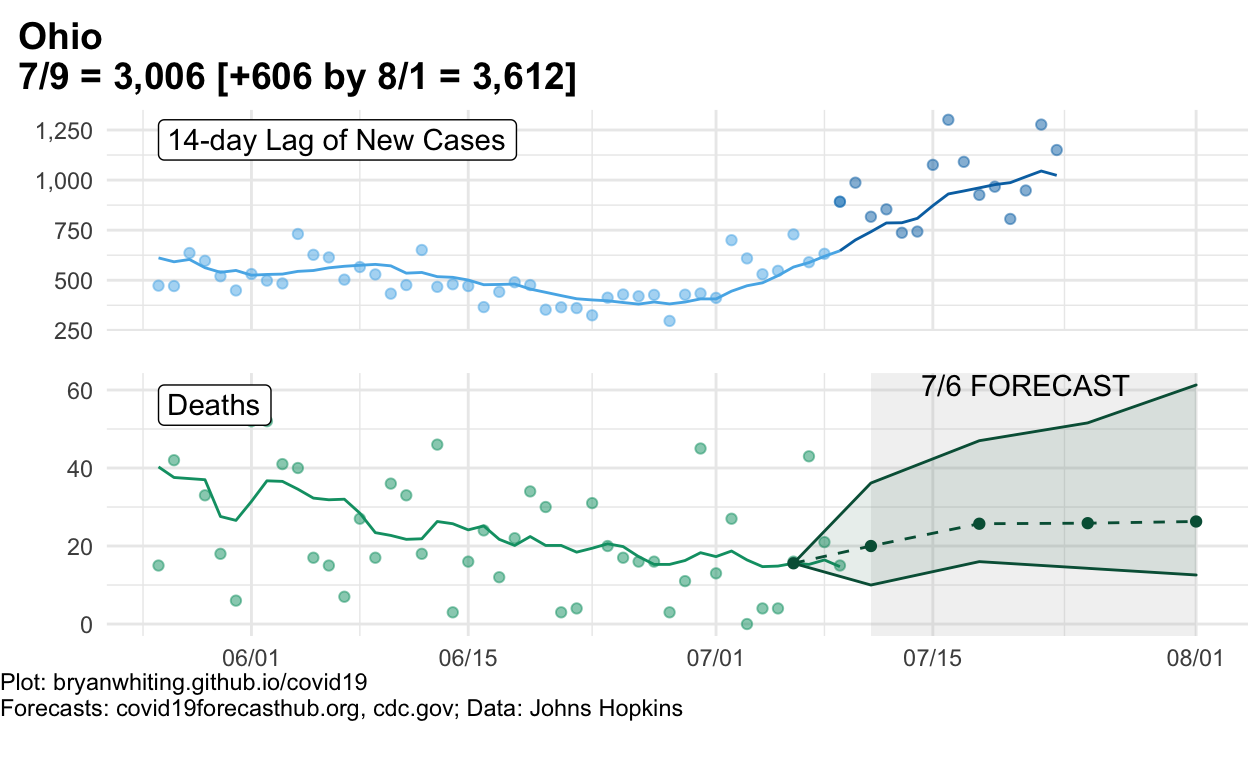 Ohio
7/9 = 3,006 [+606 by 8/1 = 3,612]
14-day Lag of New Cases
1,250
1,000
750
500
250
Deaths
7/6 FORECAST
60
40
20
0
06/01 06/15 07/01 07/15 08/01
Plot: bryanwhiting.github.io/covid19
Forecasts: covid19forecasthub.org, cdc.gov; Data: Johns Hopkins